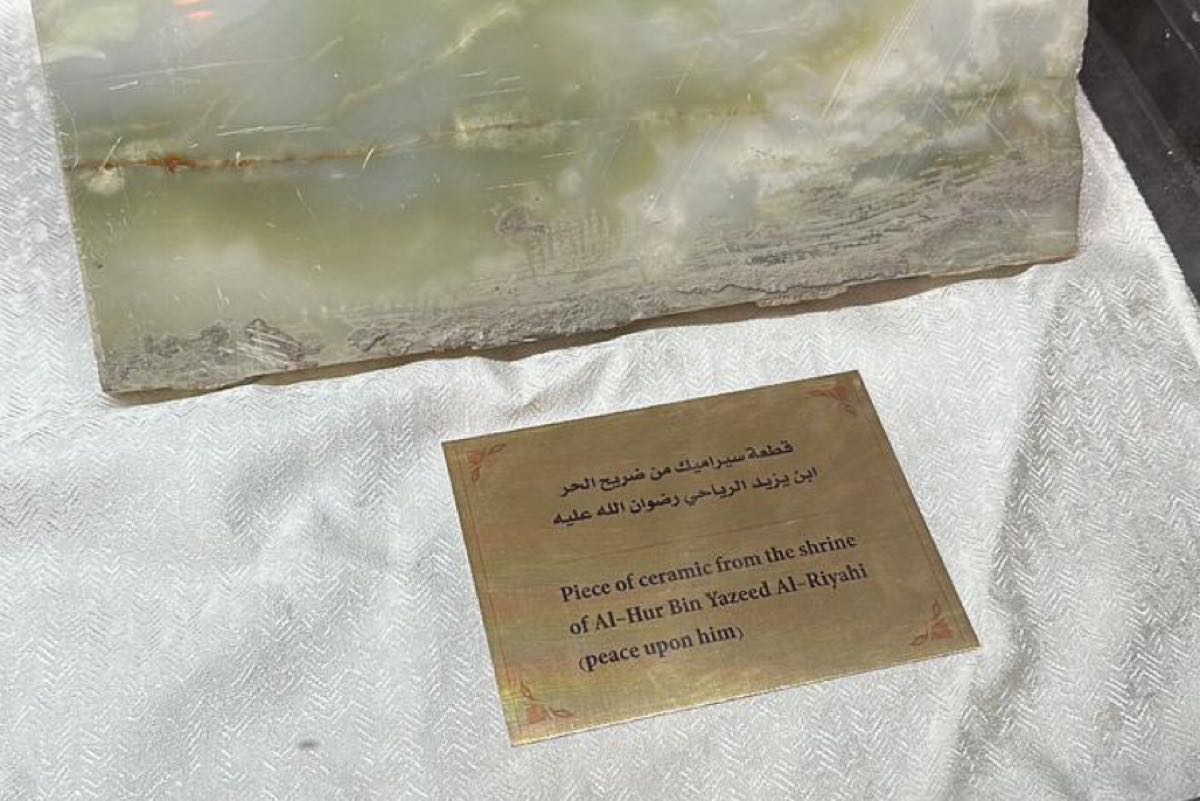 قطعة سيراميك من ضريح الحر
ابن يزيد الرياحي رضوان الله عليه
Piece of ceramic from the shrine
of Al-Hur Bin Yazeed Al-Riyahi
(peace upon him)